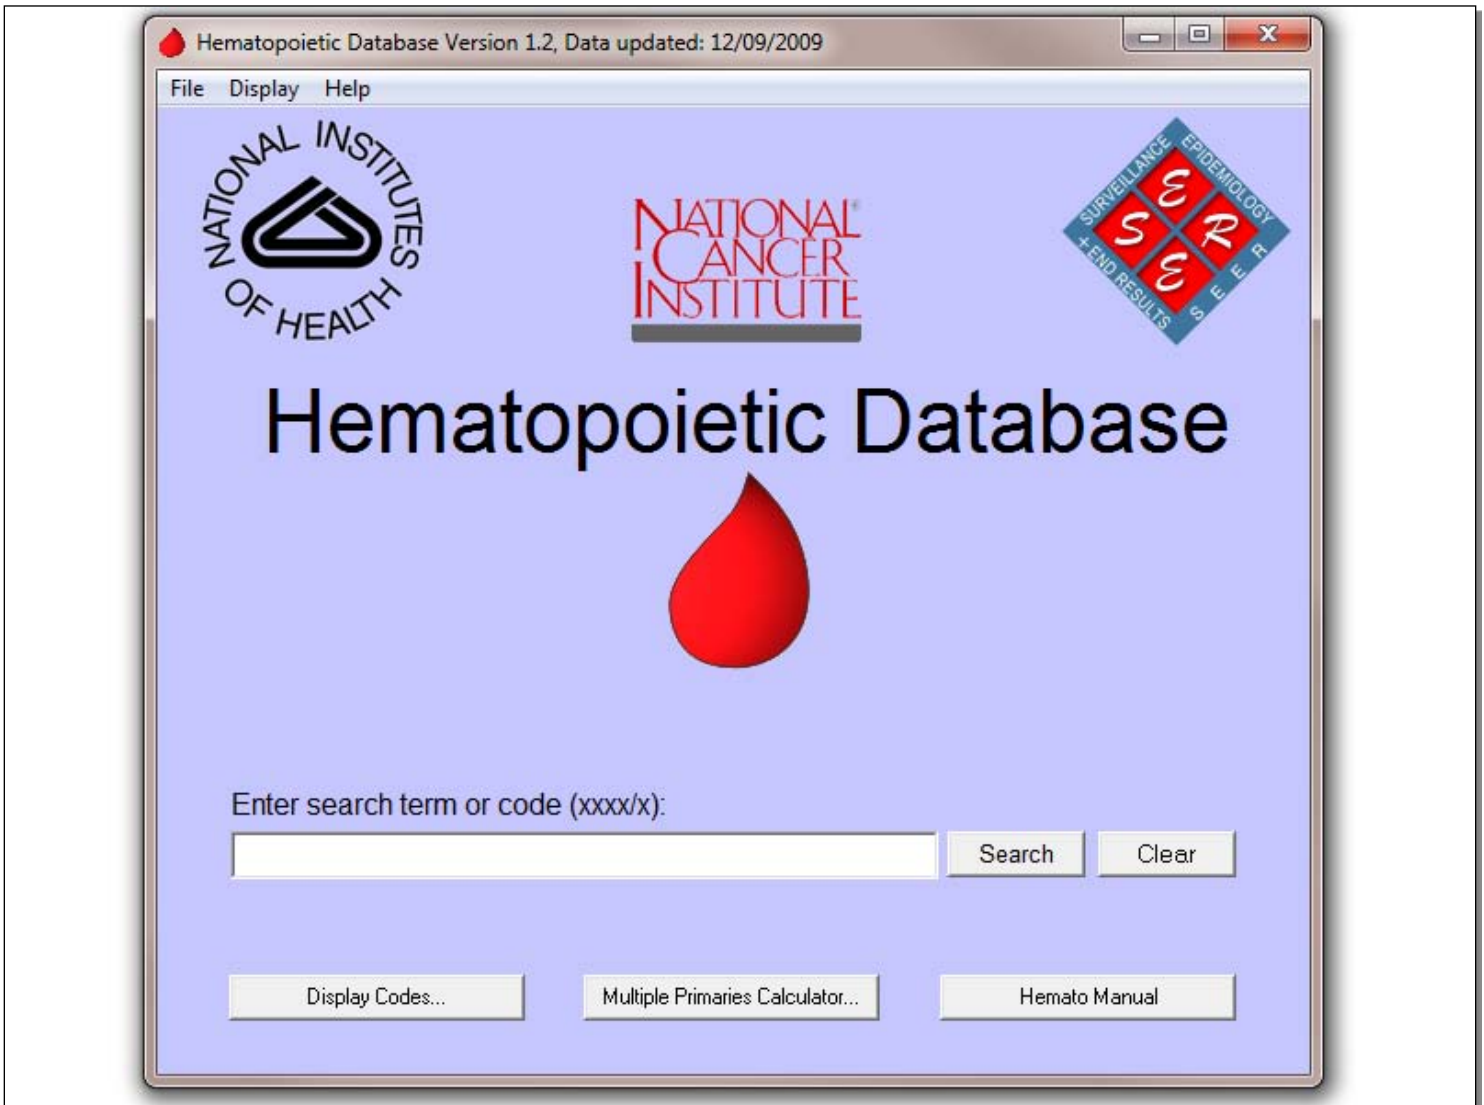 Hematopoietic Database Version 1.2, Data updated: 12/09/2009
File Display Help
NATIONAL INSTITUTES
OF HEALTH
NATIONAL
CANCER
INSTITUTE
SURVEILLANCE
EPIDEMIOLOGY
+ END RESULTS
SEER
S E R E
Hematopoietic Database
Enter search term or code (xxxx/x):
Search Clear
Display Codes... Multiple Primaries Calculator... Hemato Manual